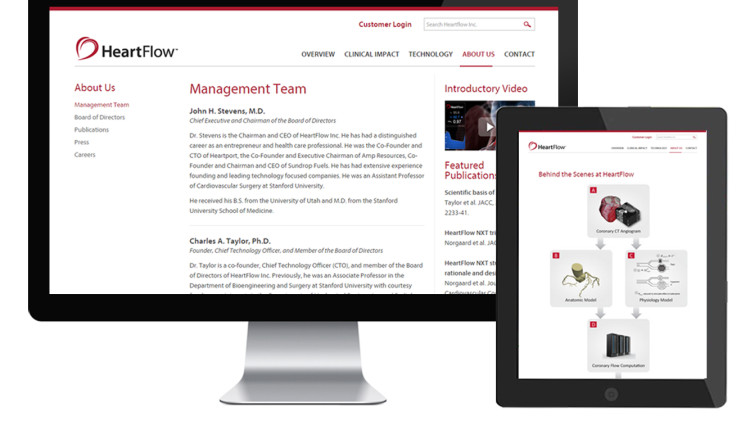 Customer Login
Search Heartflow Inc.
HeartFlow™
OVERVIEW CLINICAL IMPACT TECHNOLOGY ABOUT US CONTACT
About Us
Management Team
Board of Directors
Publications
Press
Careers
Management Team
John H. Stevens, M.D.
Chief Executive and Chairman of the Board of Directors
Dr. Stevens is the Chairman and CEO of HeartFlow Inc. He has had a distinguished
career as an entrepreneur and health care professional. He was the Co-Founder and
CTO of Heartport, the Co-Founder and Executive Chairman of Amp Resources, Co-
Founder and Chairman and CEO of Sundrop Fuels. He has had extensive experience
founding and leading technology focused companies. He was an Assistant Professor
of Cardiovascular Surgery at Stanford University.
He received his B.S. from the University of Utah and M.D. from the Stanford
University School of Medicine.
Charles A. Taylor, Ph.D.
Founder, Chief Technology Officer, and Member of the Board of Directors
Dr. Taylor is a co-founder, Chief Technology Officer (CTO), and member of the Board
of Directors of HeartFlow Inc. Previously, he was an Associate Professor in the
Department of Bioengineering and Surgery at Stanford University with courtesy
Introductory Video
HeartFlow
Featured
Publications
Scientific basis of
Taylor et al. JACC,
2233-41.
HeartFlow NXT tri
Norgaard et al. JA
HeartFlow NXT stu
rationale and desi
Norgaard et al. Jou
Cardiovascular Co
Customer Login
HeartFlow
OVERVIEW CLINICAL IMPACT TECHNOLOGY ABOUT US CONTACT
Behind the Scenes at HeartFlow
A
Coronary CT Angiogram
B
Anatomic Model
C
Physiology Model
D
Coronary Flow Computation